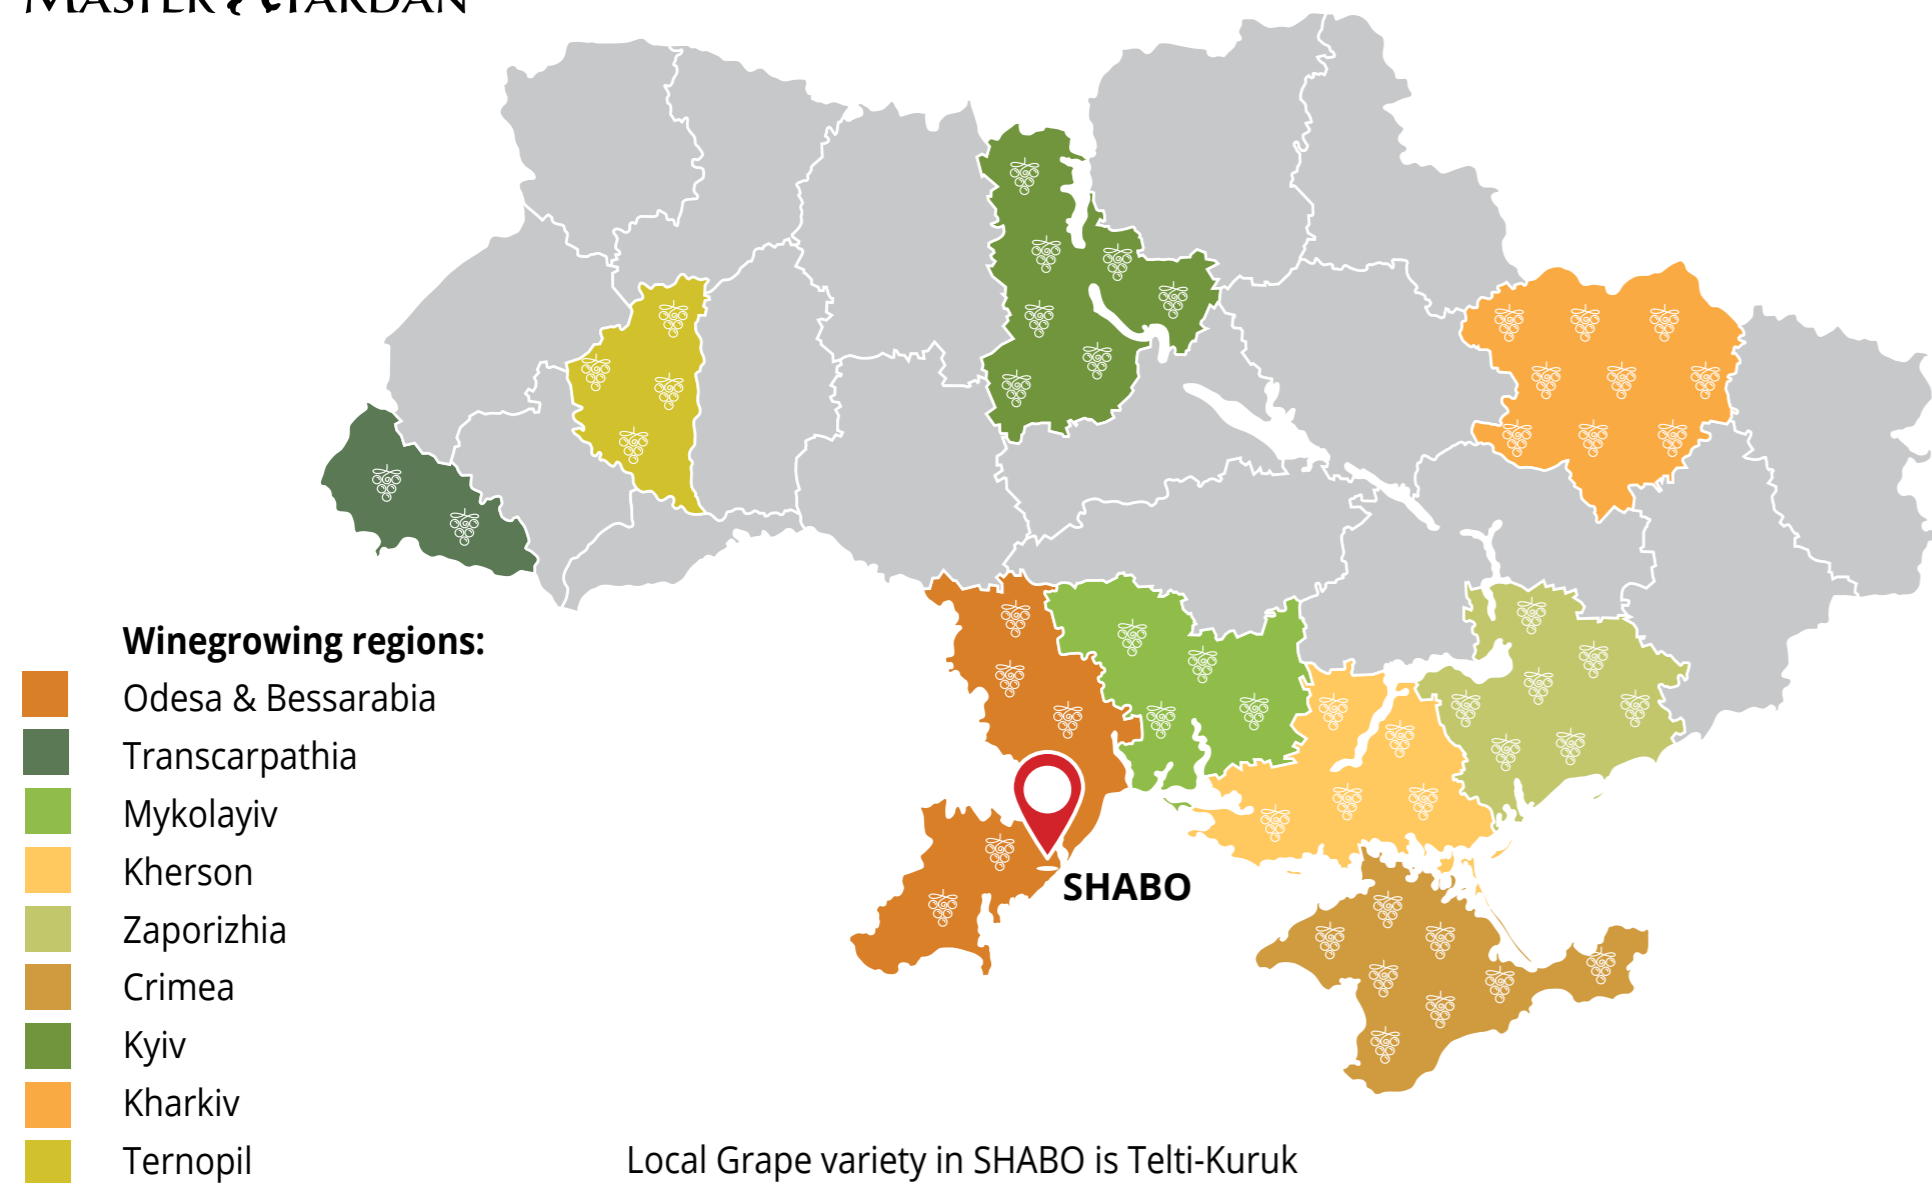 Winegrowing regions:
Odesa & Bessarabia
Transcarpathia
Mykolayiv
Kherson
Zaporizhia
Crimea
Kyiv
Kharkiv
Ternopil
SHABO
Local Grape variety in SHABO is Telti-Kuruk